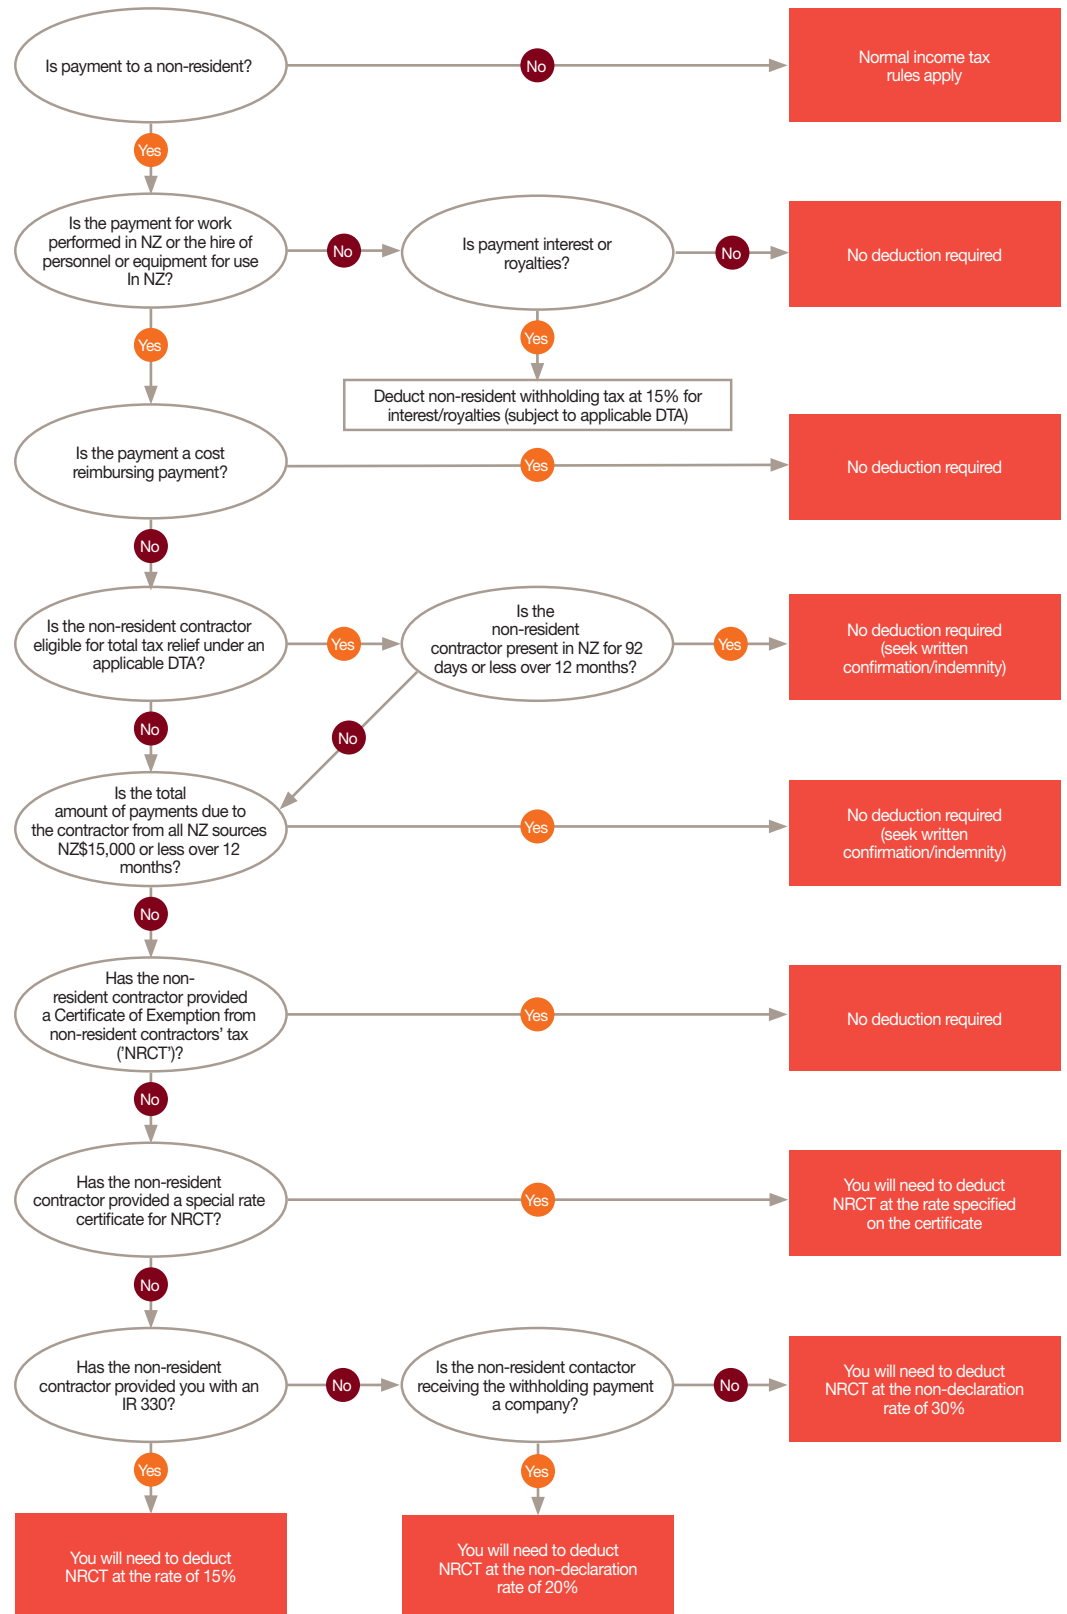 Is payment to a non-resident?
No
Normal income tax
rules apply
Yes
Is the payment for work
performed in NZ or the hire of
personnel or equipment for use
In NZ?
No
Is payment interest or
royalties?
No
No deduction required
Yes
Yes
Deduct non-resident withholding tax at 15% for
interest/royalties (subject to applicable DTA)
Is the payment a cost
reimbursing payment?
Yes
No deduction required
No
Is the non-resident contractor
eligible for total tax relief under an
applicable DTA?
Yes
Is the
non-resident
contractor present in NZ for 92
days or less over 12 months?
Yes
No deduction required
(seek written
confirmation/indemnity)
No
No
Is the total
amount of payments due to
the contractor from all NZ sources
NZ$15,000 or less over 12
months?
Yes
No deduction required
(seek written
confirmation/indemnity)
No
Has the non-
resident contractor provided
a Certificate of Exemption from
non-resident contractors' tax
('NRCT')?
Yes
No deduction required
No
Has the non-resident
contractor provided a special rate
certificate for NRCT?
Yes
You will need to deduct
NRCT at the rate specified
on the certificate
No
Has the non-resident
contractor provided you with an
IR 330?
No
Is the non-resident contactor
receiving the withholding payment
a company?
No
You will need to deduct
NRCT at the non-declaration
rate of 30%
Yes
Yes
You will need to deduct
NRCT at the rate of 15%
You will need to deduct
NRCT at the non-declaration
rate of 20%